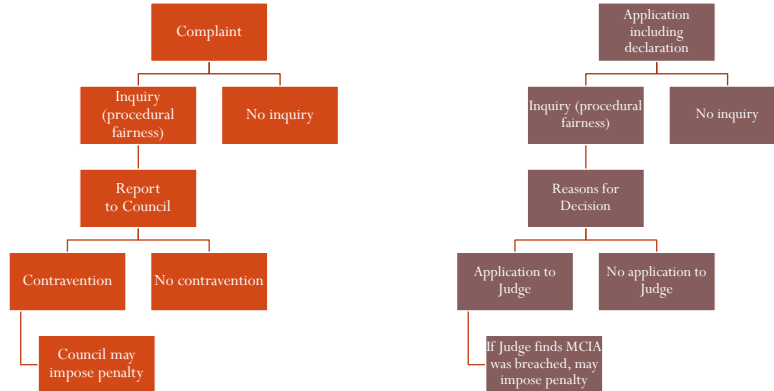 Complaint
Inquiry
(procedural
fairness)
No inquiry
Report
to Council
Contravention
No contravention
Council may
impose penalty
Application
including
declaration
Inquiry (procedural
fairness)
No inquiry
Reasons for
Decision
Application to
Judge
No application to
Judge
If Judge finds MCIA
was breached, may
impose penalty